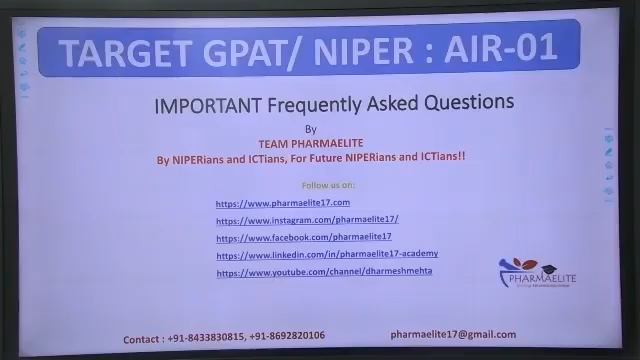 TARGET GPAT/ NIPER : AIR-01
IMPORTANT Frequently Asked Questions
By
TEAM PHARMAELITE
By NIPERians and ICTians, For Future NIPERians and ICTians!!
Follow us on:
https://www.pharmaelite17.com
https://www.instagram.com/pharmaelite17/
https://www.facebook.com/pharmaelite17
https://www.linkedin.com/in/pharmaelite17-academy
https://www.youtube.com/channel/dharmeshmehta
PHARMAELITE
Contact : +91-8433830815, +91-8692820106
pharmaelite17@gmail.com